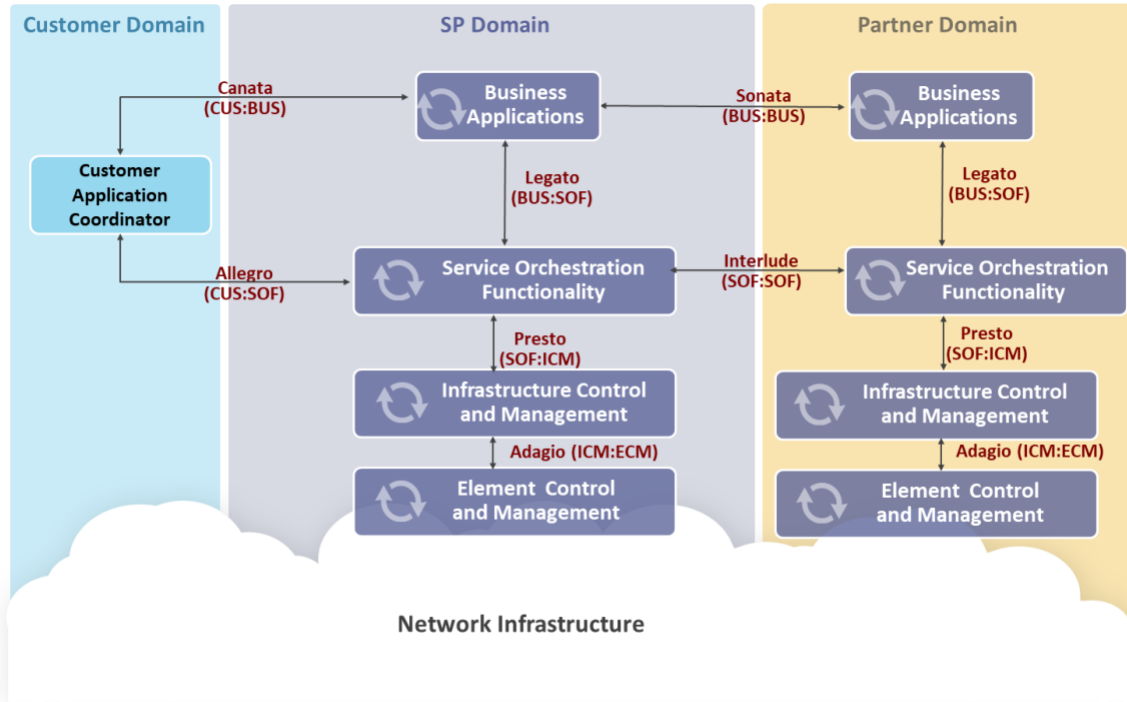 Customer Domain
SP Domain
Partner Domain
Canata
(CUS:BUS)
Business
Applications
Sonata
(BUS:BUS)
Business
Applications
Customer
Application
Coordinator
Legato
(BUS:SOF)
Legato
(BUS:SOF)
Allegro
(CUS:SOF)
Service Orchestration
Functionality
Interlude
(SOF:SOF)
Service Orchestration
Functionality
Presto
(SOF:ICM)
Presto
(SOF:ICM)
Infrastructure Control
and Management
Infrastructure Control
and Management
Adagio (ICM:ECM)
Adagio (ICM:ECM)
Element Control
and Management
Element Control
and Management
Network Infrastructure